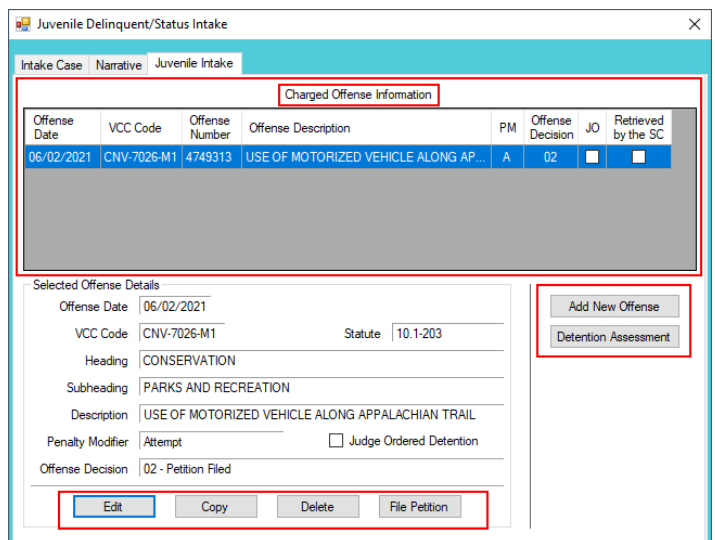 Juvenile Delinquent/Status Intake
Intake Case Narrative Juvenile Intake
Charged Offense Information
Offense Date VCC Code Offense Number Offense Description PM Offense Decision JO Retrieved by the SC
06/02/2021 CNV-7026-M1 4749313 USE OF MOTORIZED VEHICLE ALONG AP... A 02
Selected Offense Details
Offense Date 06/02/2021
VCC Code CNV-7026-M1 Statute 10.1-203
Heading CONSERVATION
Subheading PARKS AND RECREATION
Description USE OF MOTORIZED VEHICLE ALONG APPALACHIAN TRAIL
Penalty Modifier Attempt Judge Ordered Detention
Offense Decision 02 - Petition Filed
Edit Copy Delete File Petition
Add New Offense
Detention Assessment